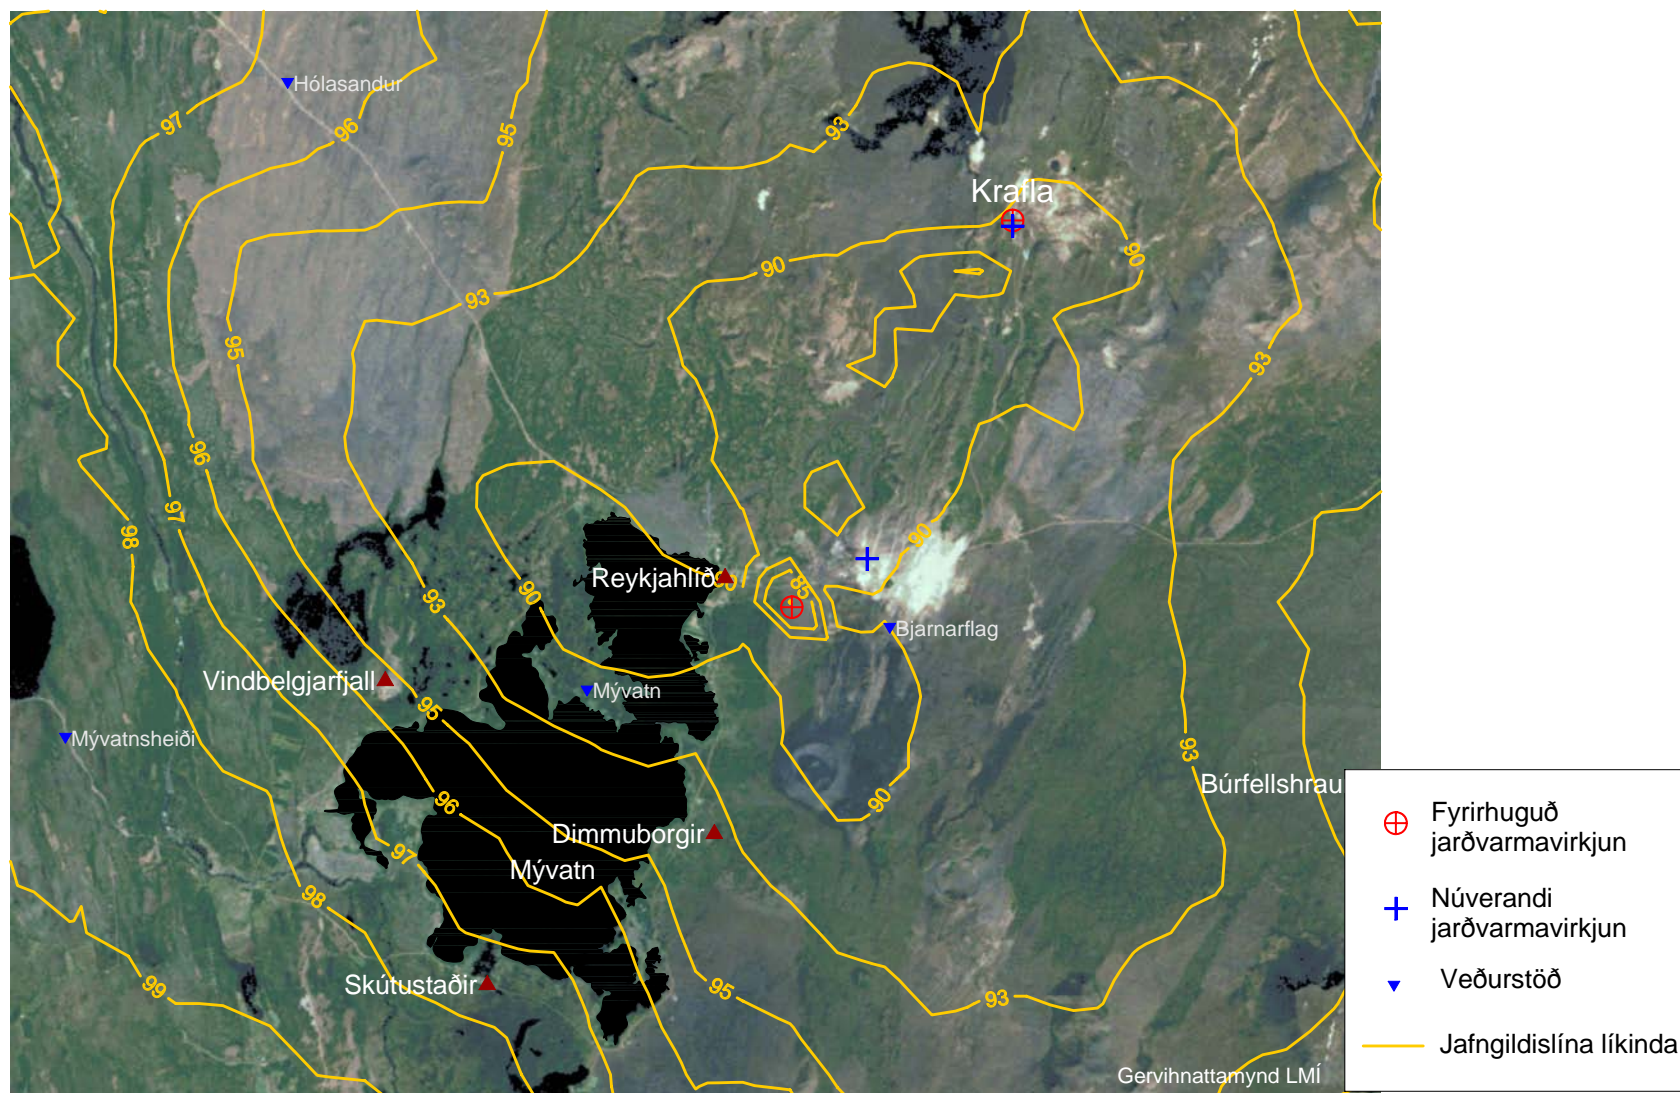 97
96
95
93
Hólasandur
Krafla
90
90
93
95
93
96
97
98
90
85
90
Reykjahlíð
90
93
Bjarnarflag
Vindbelgjarfjall
Mývatn
95
Mývatnsheiði
93
Búrfellshrau
96
90
Dimmuborgir
97
Mývatn
98
Skútustaðir
99
95
93
Gervihnattamynd LMÍ
Fyrirhuguð
jarðvarmavirkjun
Núverandi
jarðvarmavirkjun
Veðurstöð
Jafngildislína líkinda